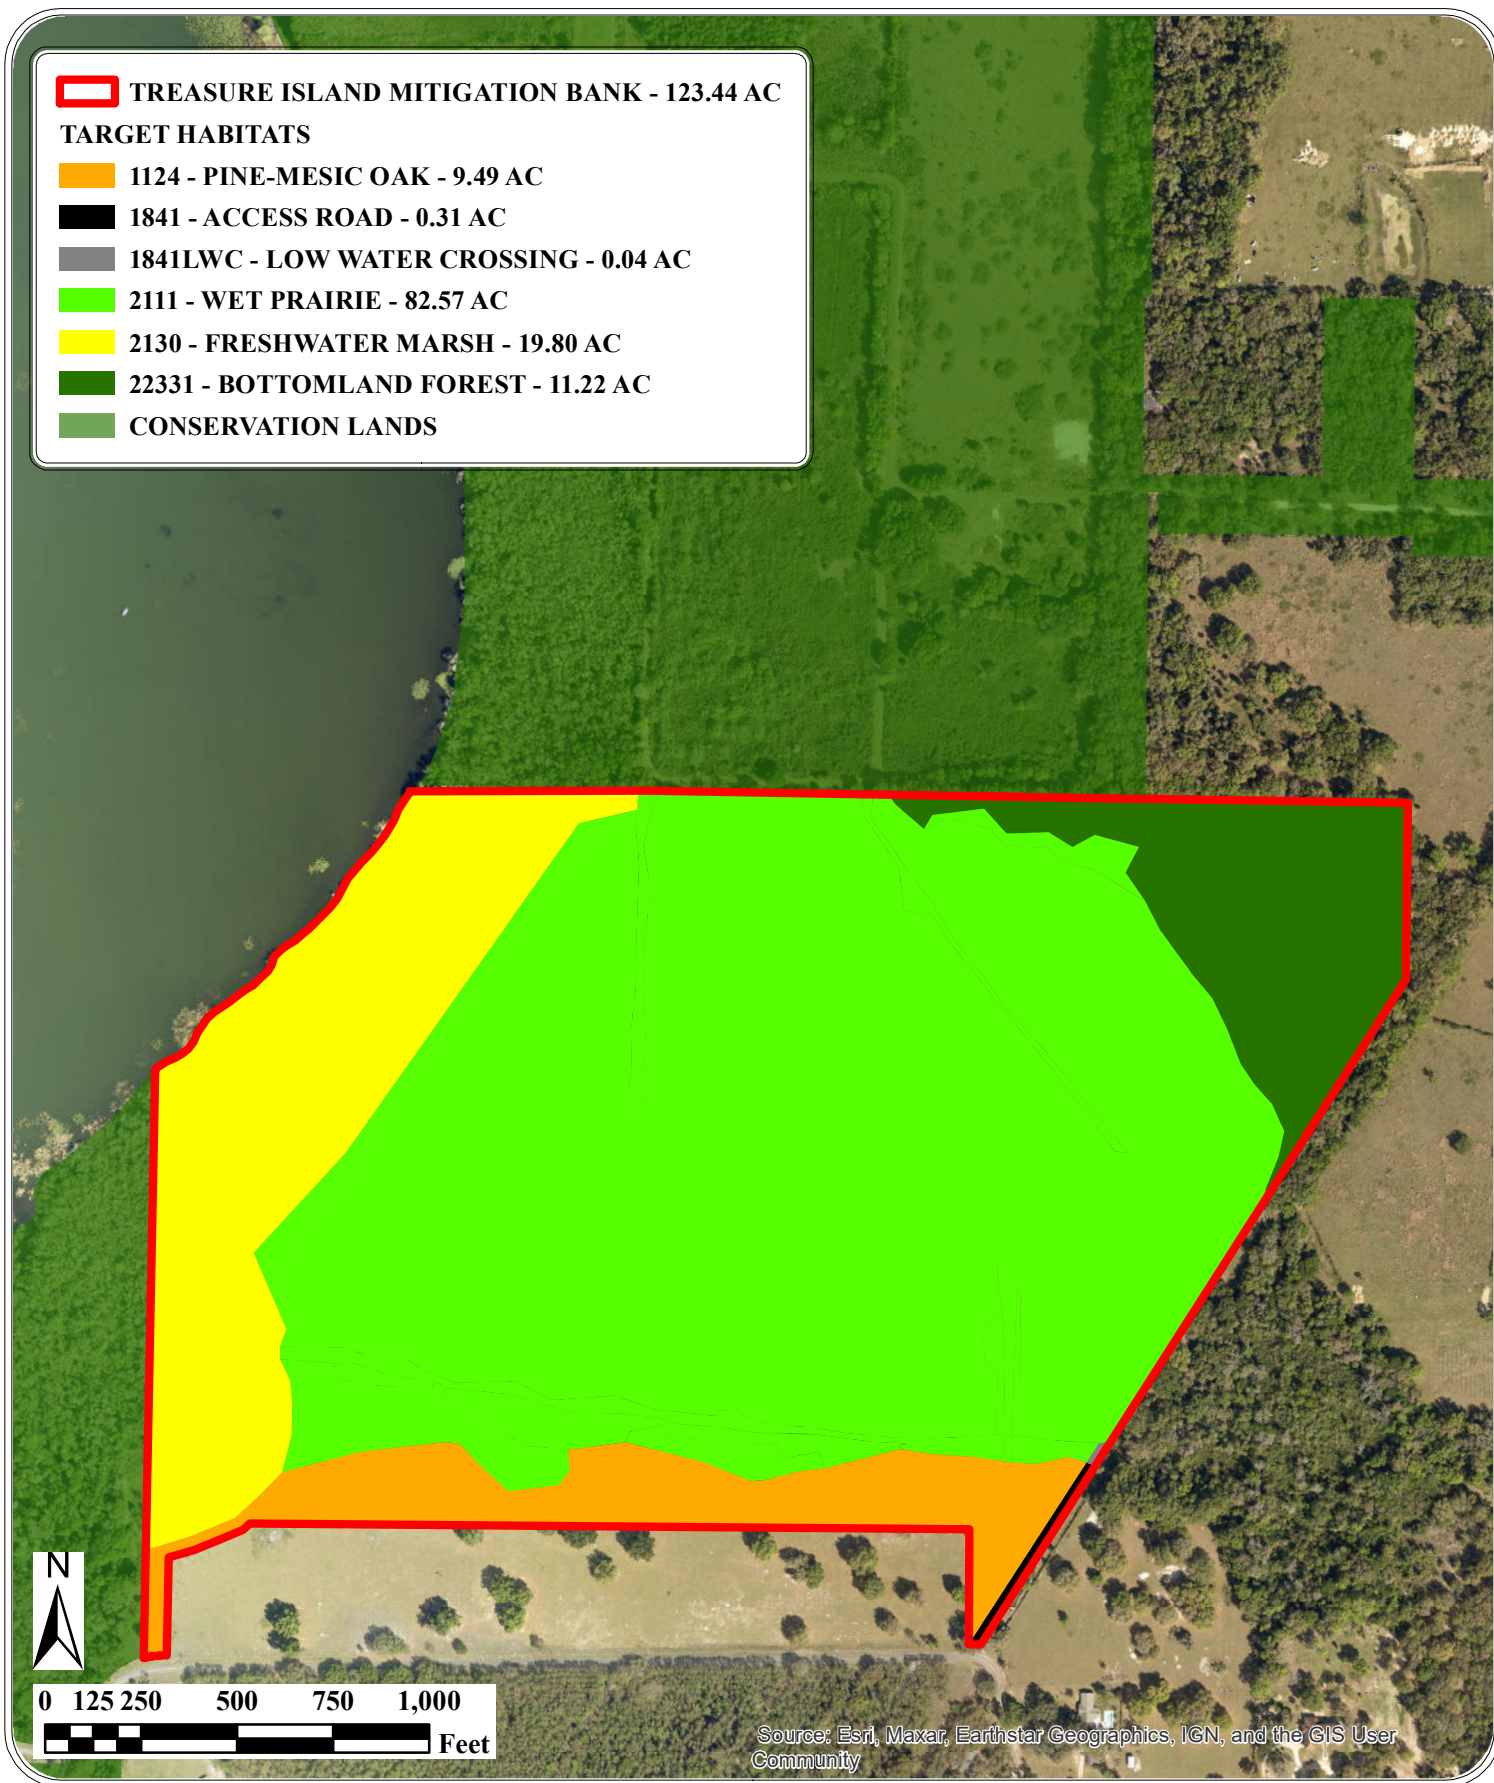 TREASURE ISLAND MITIGATION BANK - 123.44 AC
TARGET HABITATS
1124 - PINE-MESIC OAK - 9.49 AC
1841 - ACCESS ROAD - 0.31 AC
1841LWC - LOW WATER CROSSING - 0.04 AC
2111 - WET PRAIRIE - 82.57 AC
2130 - FRESHWATER MARSH - 19.80 AC
22331 - BOTTOMLAND FOREST - 11.22 AC
CONSERVATION LANDS
N
0 125 250 500 750 1,000
Feet
Source: Esri, Maxar, Earthstar Geographics, IGN, and the GIS User
Community